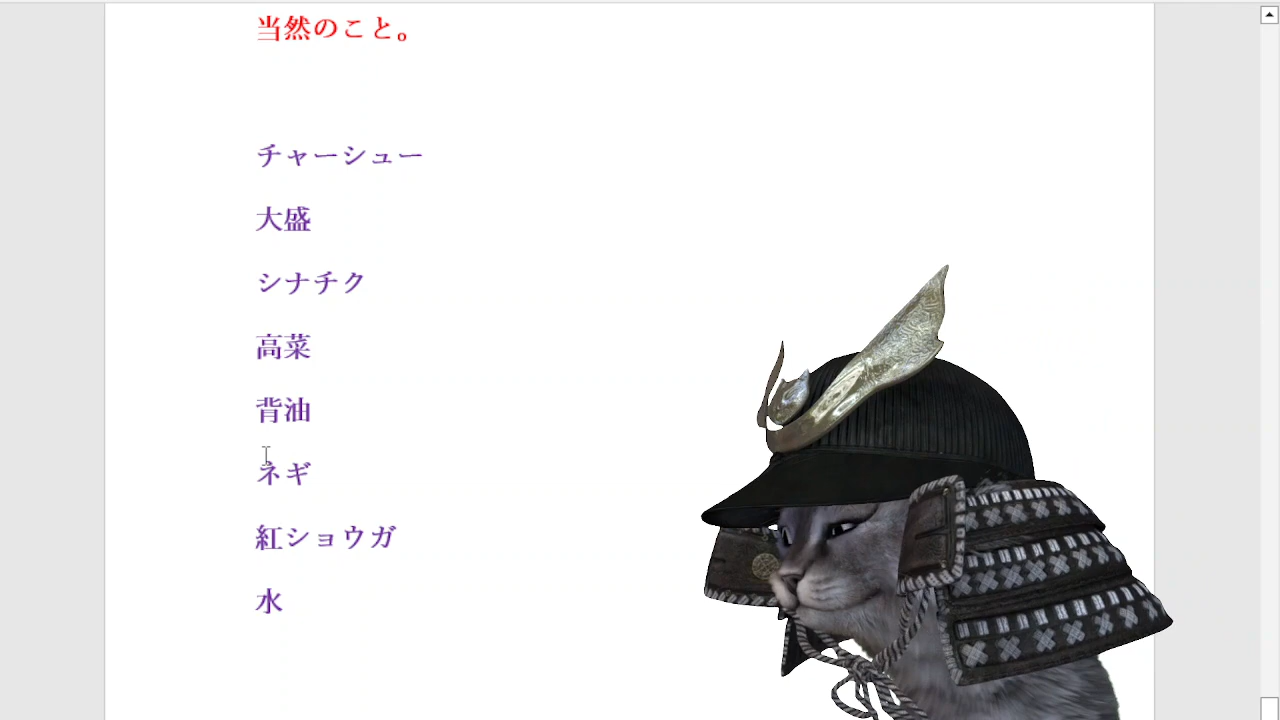 当然のこと。
チャーシュー
大盛
シナチク
高菜
背油
ネギ
紅ショウガ
水